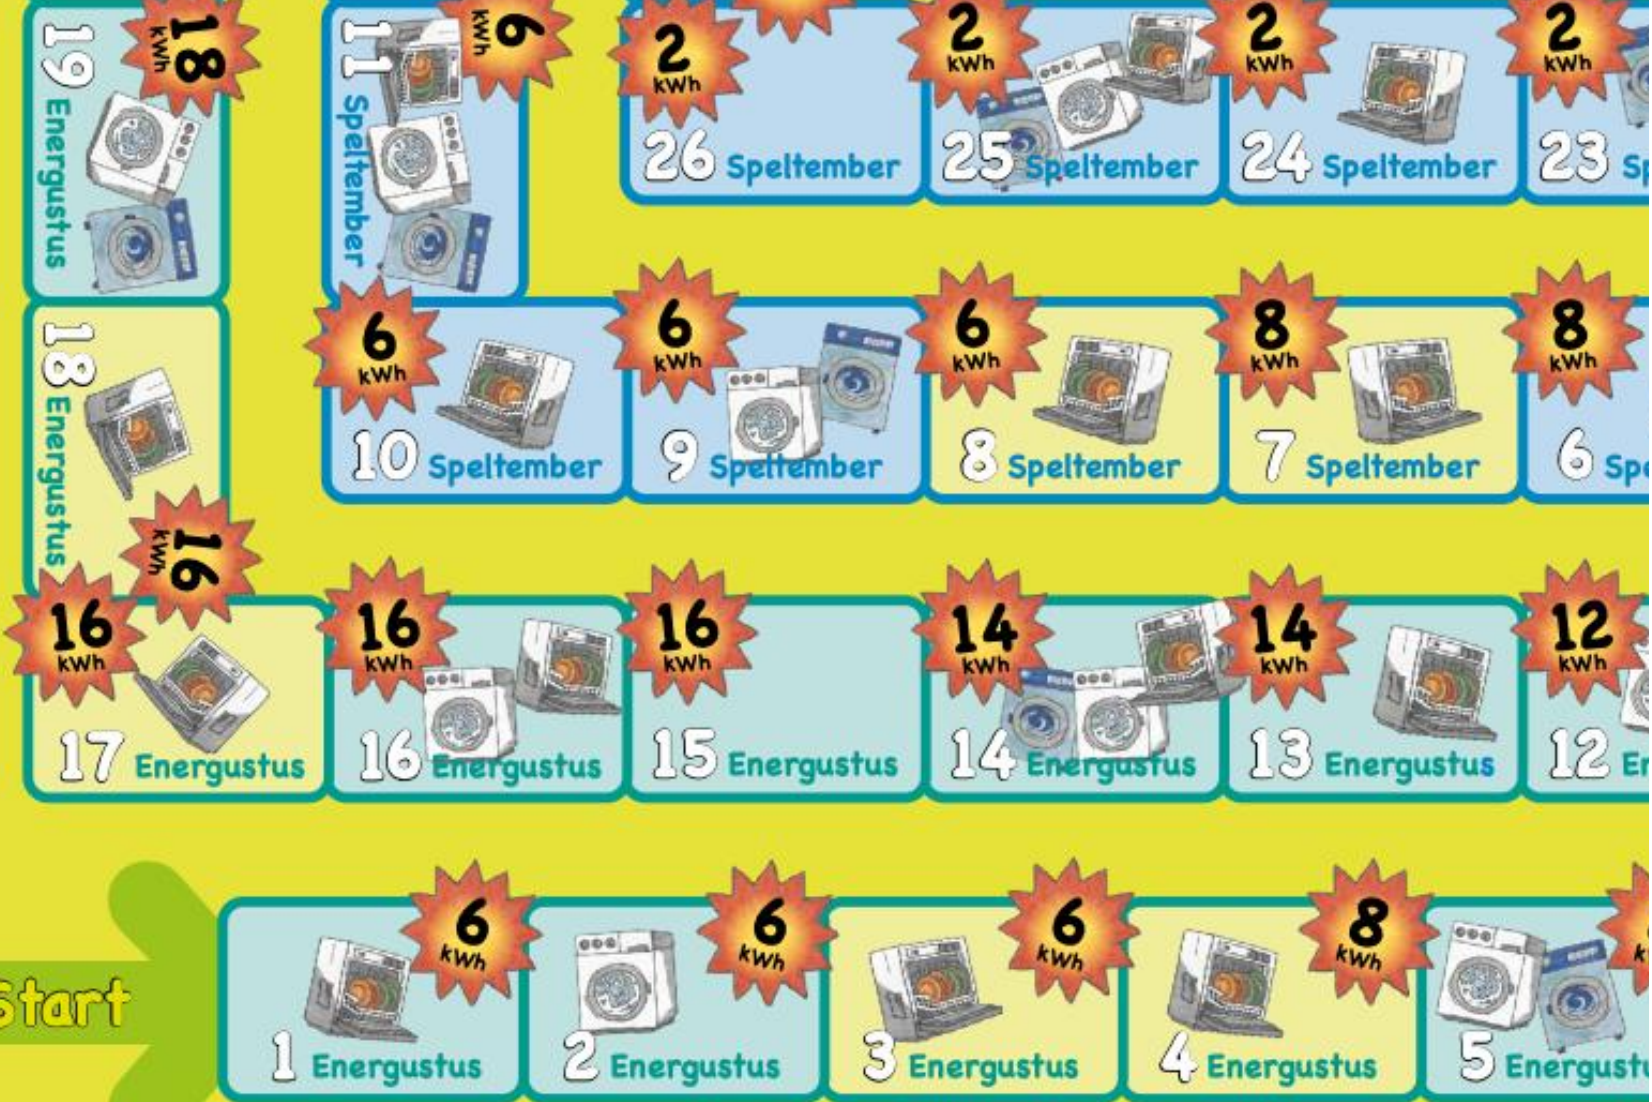 18
kWh
19 Energustus
6
kWh
11 Speltember
2
kWh
26 Speltember
2
kWh
25 Speltember
2
kWh
24 Speltember
2
kWh
23
16
kWh
18 Energustus
6
kWh
10 Speltember
6
kWh
9 Speltember
6
kWh
8 Speltember
8
kWh
7 Speltember
8
kWh
6
16
kWh
17 Energustus
16
kWh
16 Energustus
16
kWh
15 Energustus
14
kWh
14 Energustus
14
kWh
13 Energustus
12
kWh
12
Start
6
kWh
1 Energustus
6
kWh
2 Energustus
6
kWh
3 Energustus
8
kWh
4 Energustus
5 Energustu